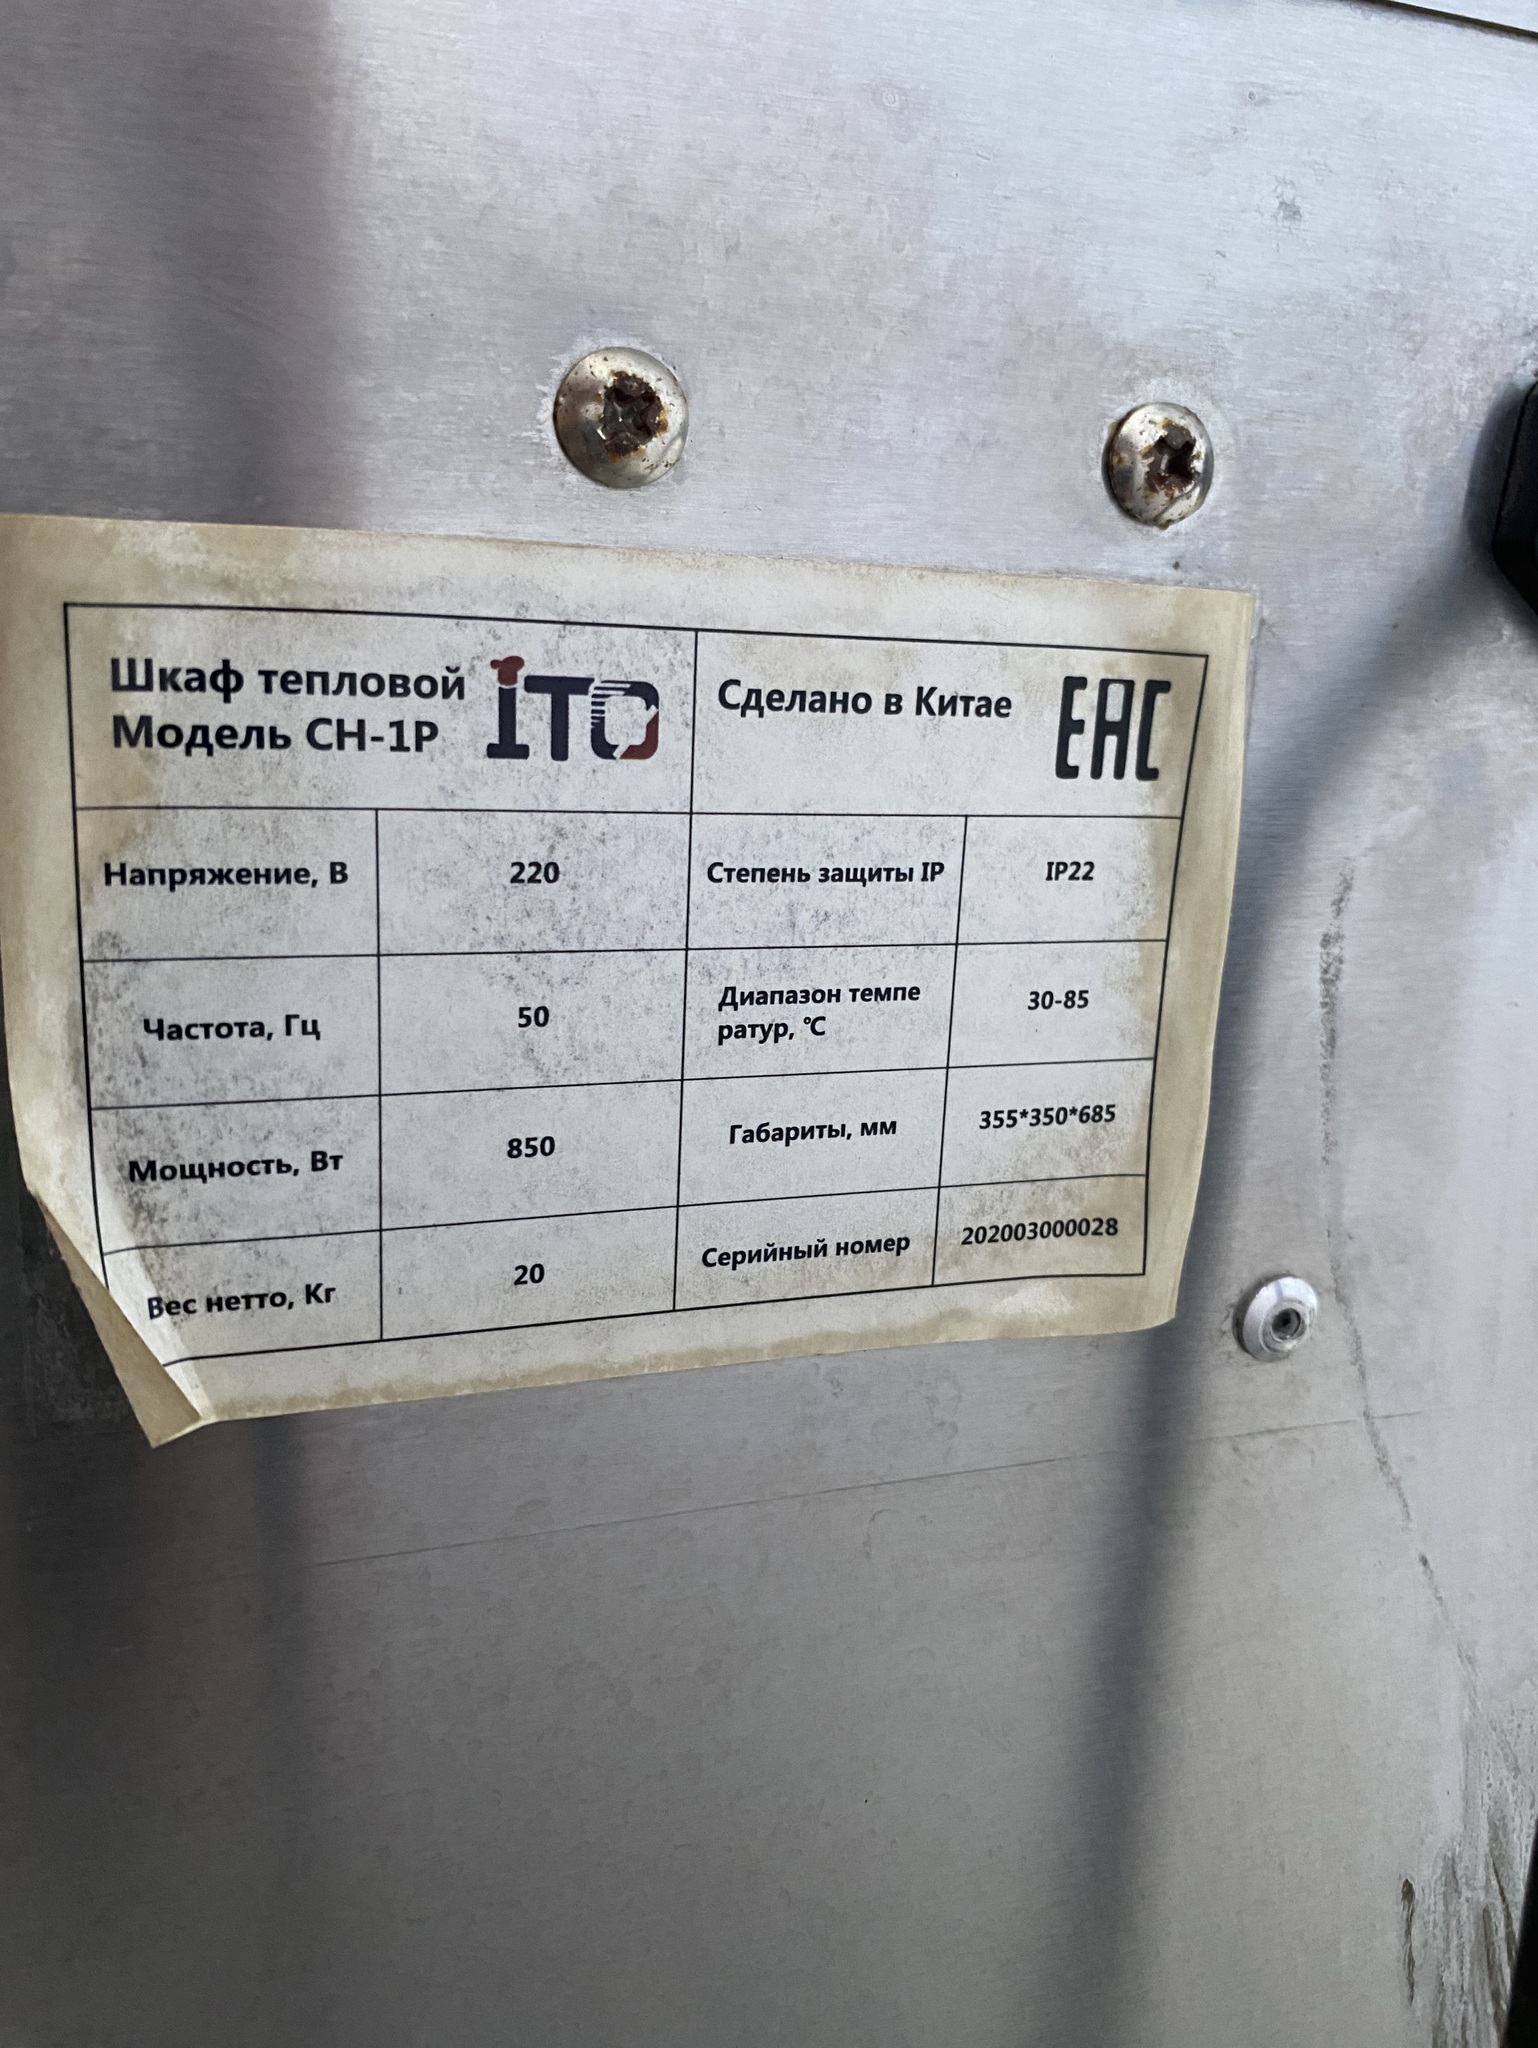 Шкаф тепловой
Модель CH-1P
iTO
Сделано в Китае
EAC
Напряжение, В
220
Степень защиты IP
IP22
Частота, Гц
50
Диапазон темпе
ратур, ℃
30-85
Мощность, Вт
850
Габариты, мм
355*350*685
Вес нетто, Кг
20
Серийный номер
202003000028